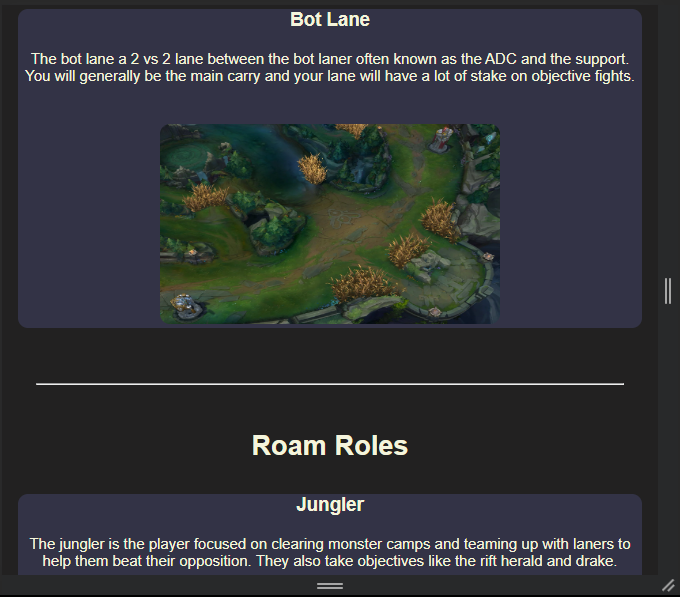 Bot Lane
The bot lane a 2 vs 2 lane between the bot laner often known as the ADC and the support.
You will generally be the main carry and your lane will have a lot of stake on objective fights.
Roam Roles
Jungler
The jungler is the player focused on clearing monster camps and teaming up with laners to
help them beat their opposition. They also take objectives like the rift herald and drake.